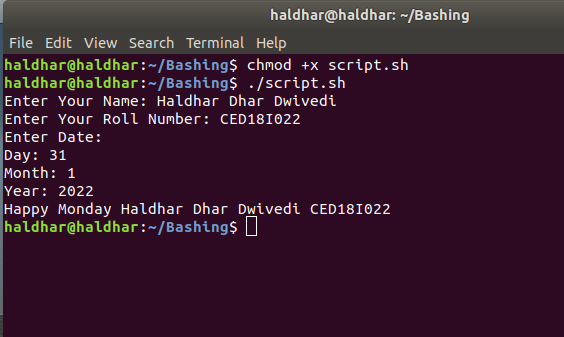 haldhar@haldhar: ~/Bashing
File Edit View Search Terminal Help
haldhar@haldhar:~/Bashing$ chmod +x script.sh
haldhar@haldhar:~/Bashing$ ./script.sh
Enter Your Name: Haldhar Dhar Dwivedi
Enter Your Roll Number: CED18I022
Enter Date:
Day: 31
Month: 1
Year: 2022
Happy Monday Haldhar Dhar Dwivedi CED18I022
haldhar@haldhar:~/Bashing$